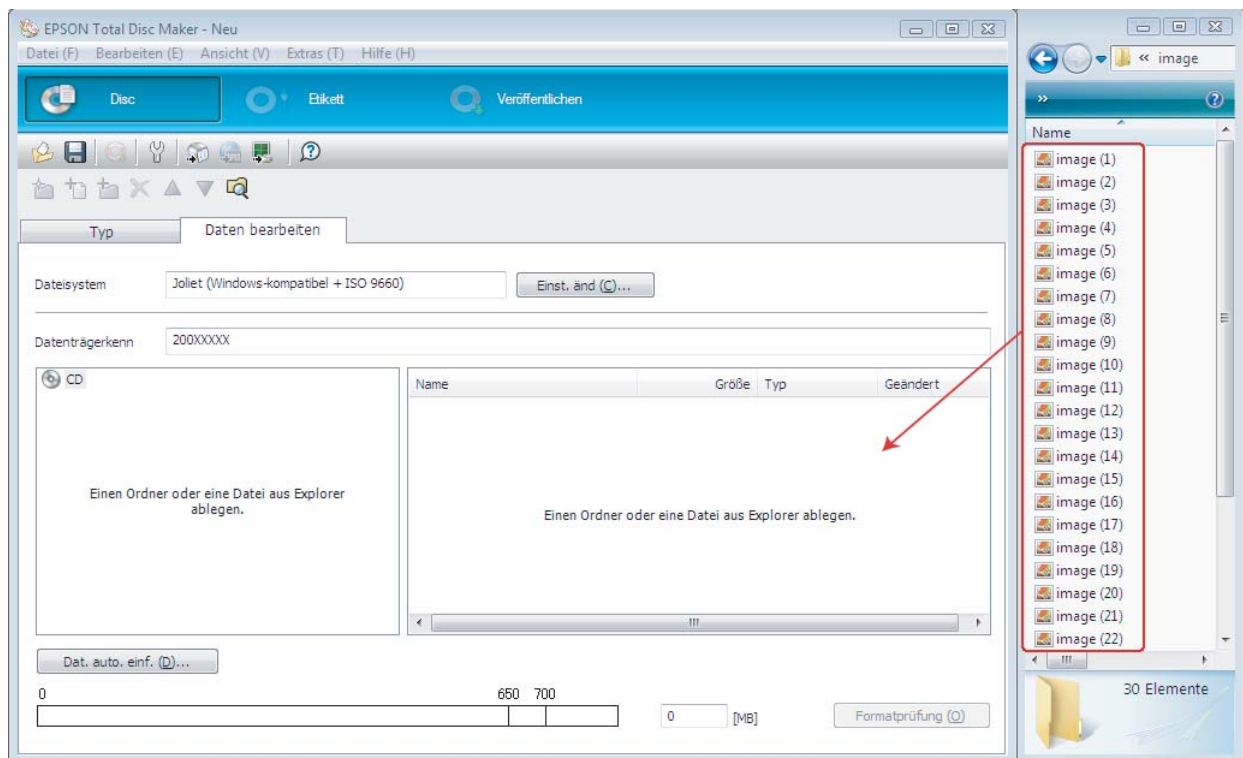 EPSON Total Disc Maker - Neu
Datei (F) Bearbeiten (E) Ansicht (V) Extras (T) Hilfe (H)
Disc Etikett Veröffentlichen
Typ Daten bearbeiten
Dateisystem Joliet (Windows-kompatibel + ISO 9660) Einst. änd (C)...
Datenträgerkenn 200XXXXX
CD
Einen Ordner oder eine Datei aus Explorer
ablegen.
Name Größe Typ Geändert
Einen Ordner oder eine Datei aus Explorer ablegen.
Dat. auto. einf. (D)...
0 650 700
0 [MB] Formatprüfung (O)
« image
»
Name
image (1)
image (2)
image (3)
image (4)
image (5)
image (6)
image (7)
image (8)
image (9)
image (10)
image (11)
image (12)
image (13)
image (14)
image (15)
image (16)
image (17)
image (18)
image (19)
image (20)
image (21)
image (22)
30 Elemente